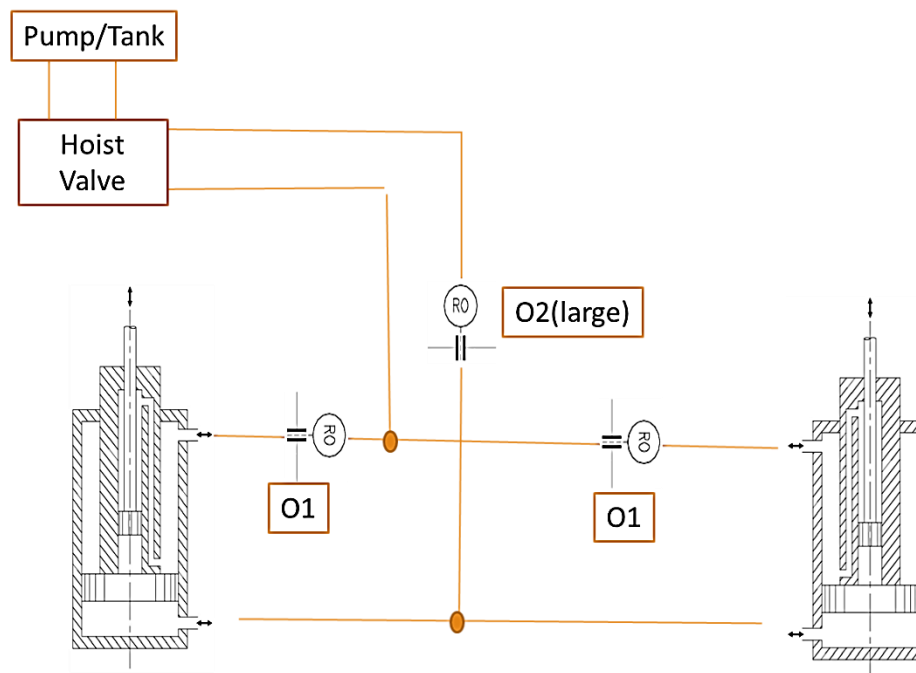 Pump/Tank
Hoist
Valve
RO
O2(large)
RO
RO
O1
O1